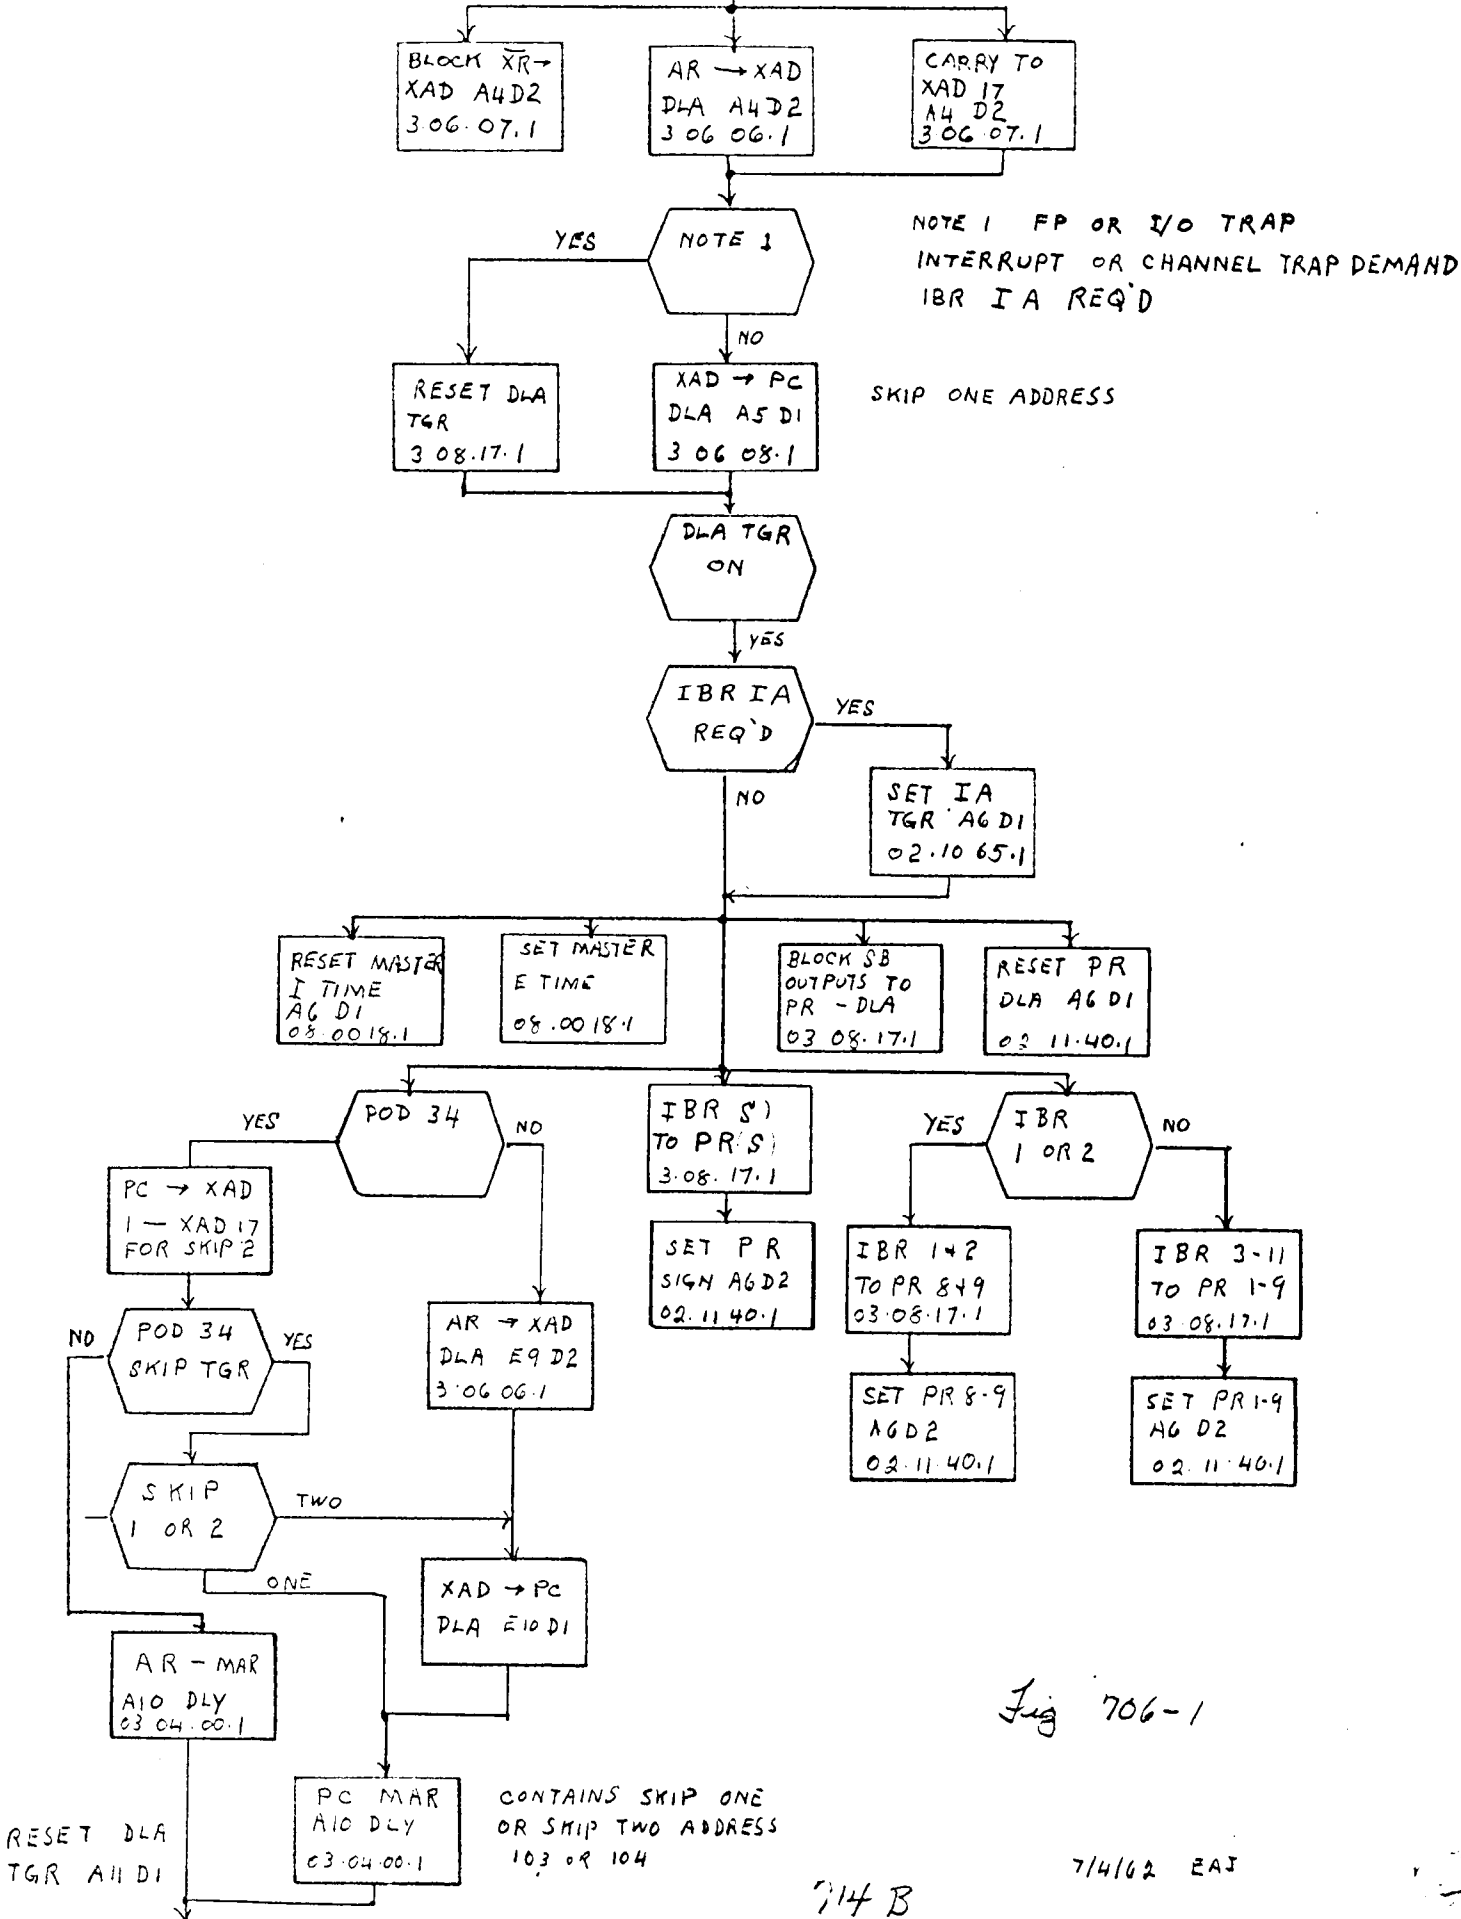 BLOCK X̅R̅→
XAD A4D2
3.06.07.1
AR → XAD
DLA A4D2
3 06 06.1
CARRY TO
XAD 17
A4 D2
3 06.07.1
NOTE 1
YES
NO
NOTE 1 FP OR I/O TRAP
INTERRUPT OR CHANNEL TRAP DEMAND
IBR IA REQ'D
RESET DLA
TGR
3 08.17.1
XAD → PC
DLA A5 D1
3 06 08.1
SKIP ONE ADDRESS
DLA TGR
ON
YES
IBR IA
REQ'D
YES
NO
SET IA
TGR A6 D1
02.10 65.1
RESET MASTER
I TIME
A6 D1
08.00 18.1
SET MASTER
E TIME
08.00 18.1
BLOCK SB
OUTPUTS TO
PR - DLA
03 08.17.1
RESET PR
DLA A6 D1
02 11.40.1
POD 34
YES
NO
IBR S)
TO PR(S)
3.08.17.1
IBR
1 OR 2
YES
NO
PC → XAD
1 — XAD 17
FOR SKIP 2
SET PR
SIGN A6D2
02.11 40.1
IBR 1+2
TO PR 8+9
03.08.17.1
IBR 3-11
TO PR 1-9
03.08.17.1
POD 34
SKIP TGR
NO
YES
AR → XAD
DLA E9 D2
3.06 06.1
SET PR 8-9
A6D2
02.11.40.1
SET PR 1-9
A6 D2
02.11.40.1
SKIP
1 OR 2
TWO
ONE
XAD → PC
DLA E10 D1
AR - MAR
A10 DLY
03 04.00.1
PC MAR
A10 DLY
03.04.00.1
CONTAINS SKIP ONE
OR SKIP TWO ADDRESS
103 OR 104
RESET DLA
TGR A11 D1
Fig 706-1
7/4/62 EAJ
714 B